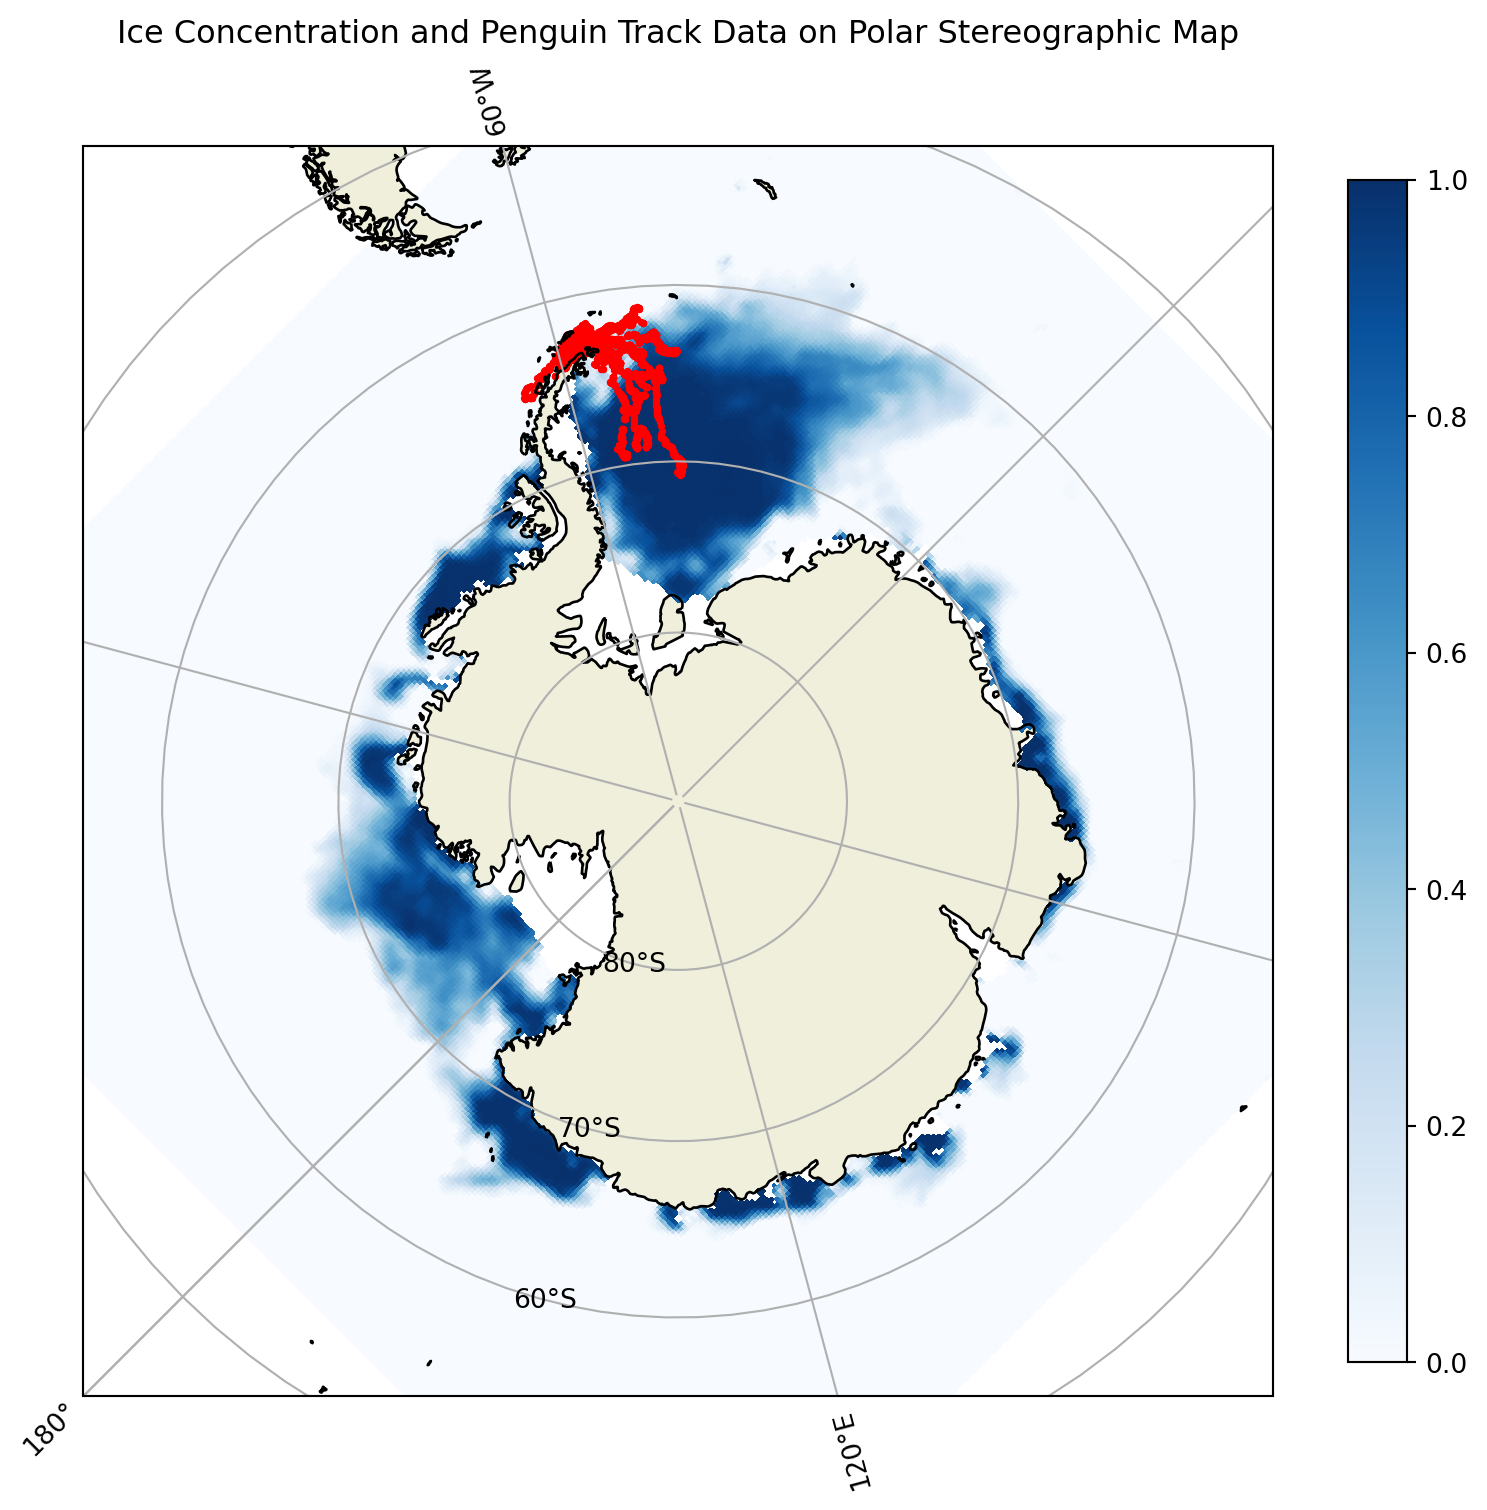 Ice Concentration and Penguin Track Data on Polar Stereographic Map
60°W
1.0
0.8
0.6
0.4
0.2
0.0
80°S
70°S
60°S
180°
120°E